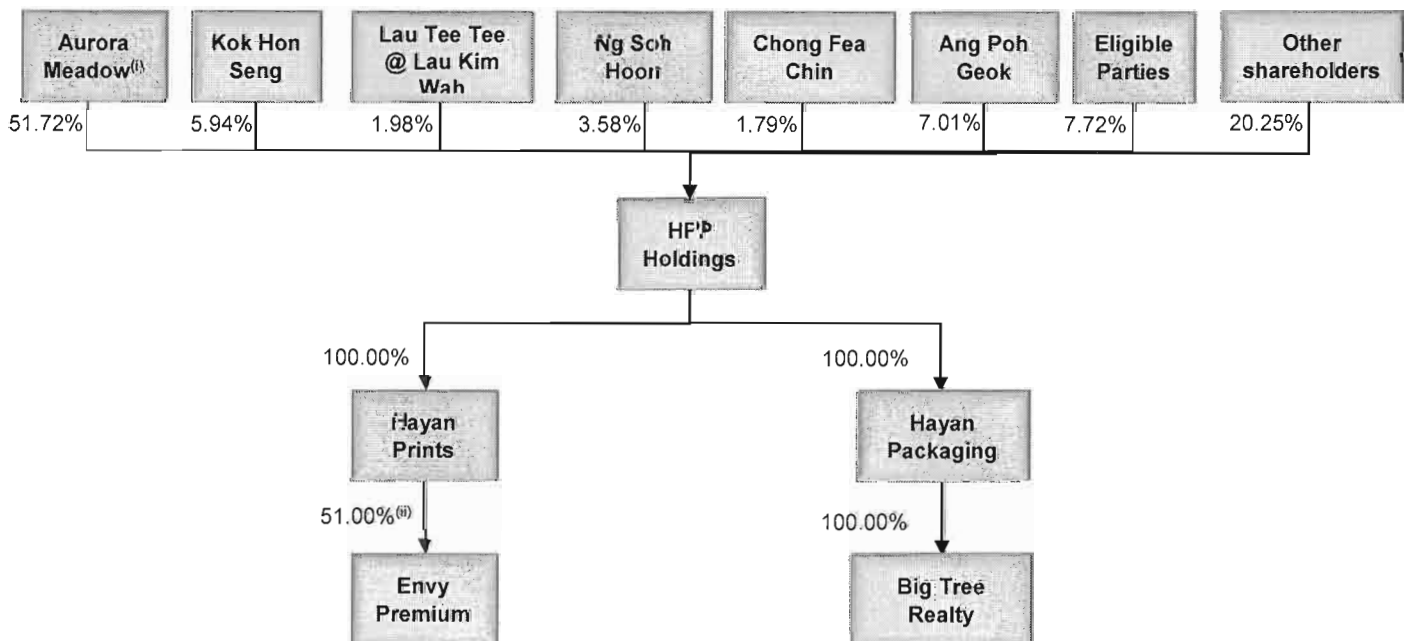 Aurora
Meadow(i)
Kok Hon
Seng
Lau Tee Tee
@ Lau Kim
Wah
Ng Soh
Hoon
Chong Fea
Chin
Ang Poh
Geok
Eligible
Parties
Other
shareholders
51.72%
5.94%
1.98%
3.58%
1.79%
7.01%
7.72%
20.25%
HPP
Holdings
100.00%
100.00%
Hayan
Prints
Hayan
Packaging
51.00%(ii)
100.00%
Envy
Premium
Big Tree
Realty